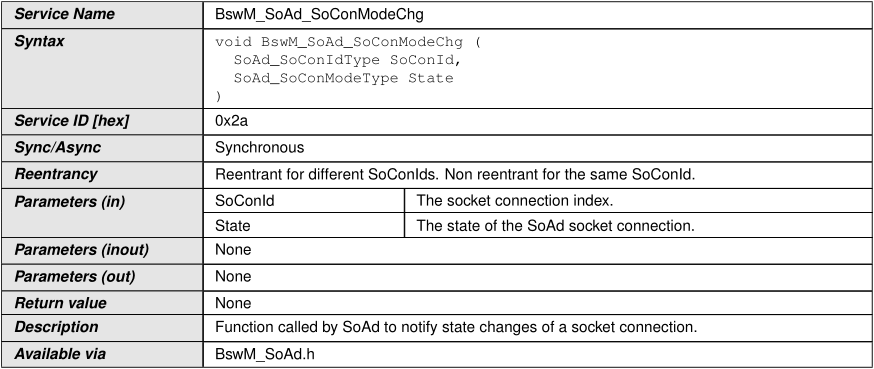 Service Name BswM_SoAd_SoConModeChg
Syntax void BswM_SoAd_SoConModeChg (
SoAd_SoConIdType SoConId,
SoAd_SoConModeType State
)
Service ID [hex] 0x2a
Sync/Async Synchronous
Reentrancy Reentrant for different SoConIds. Non reentrant for the same SoConId.
Parameters (in) SoConId The socket connection index.
State The state of the SoAd socket connection.
Parameters (inout) None
Parameters (out) None
Return value None
Description Function called by SoAd to notify state changes of a socket connection.
Available via BswM_SoAd.h